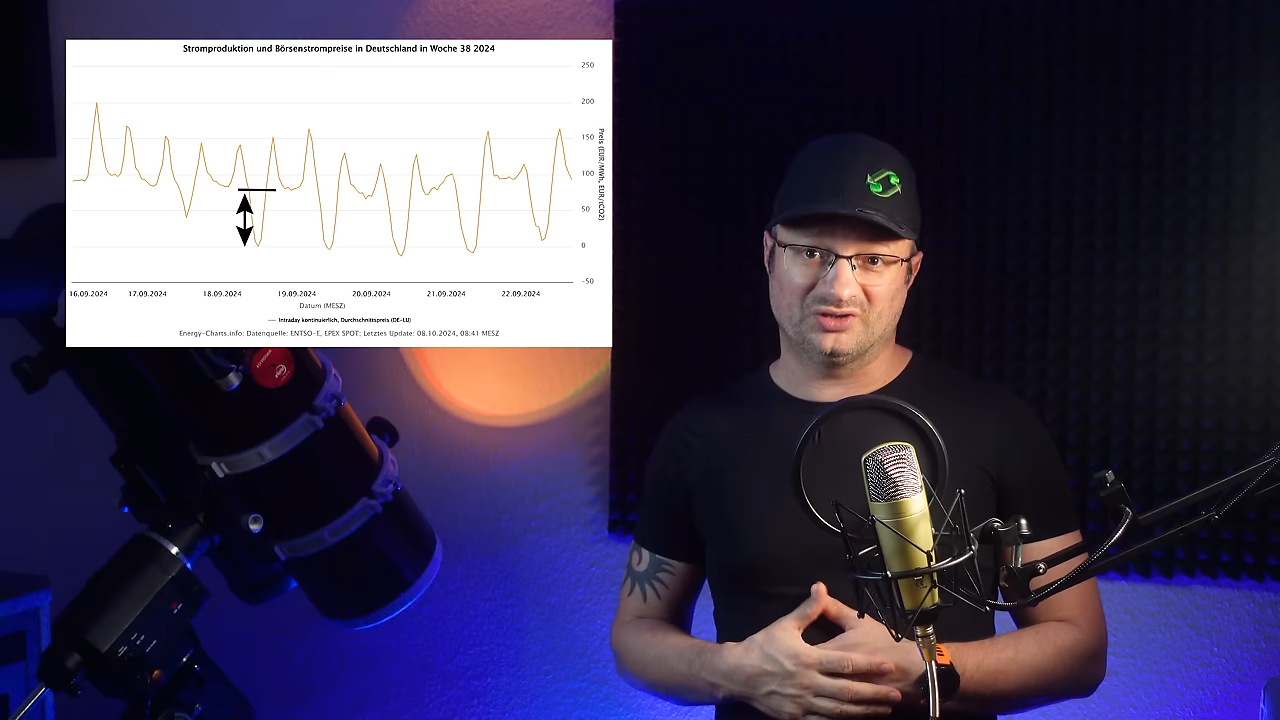 Stromproduktion und Börsenstrompreise in Deutschland in Woche 38 2024
250
200
150
100
50
0
-50
Preis (EUR/MWh, EUR/tCO2)
16.09.2024 17.09.2024 18.09.2024 19.09.2024 20.09.2024 21.09.2024 22.09.2024
Datum (MESZ)
Intraday kontinuierlich, Durchschnittspreis (DE-LU)
Energy-Charts.info; Datenquelle: ENTSO-E, EPEX SPOT; Letztes Update: 08.10.2024, 08:41 MESZ